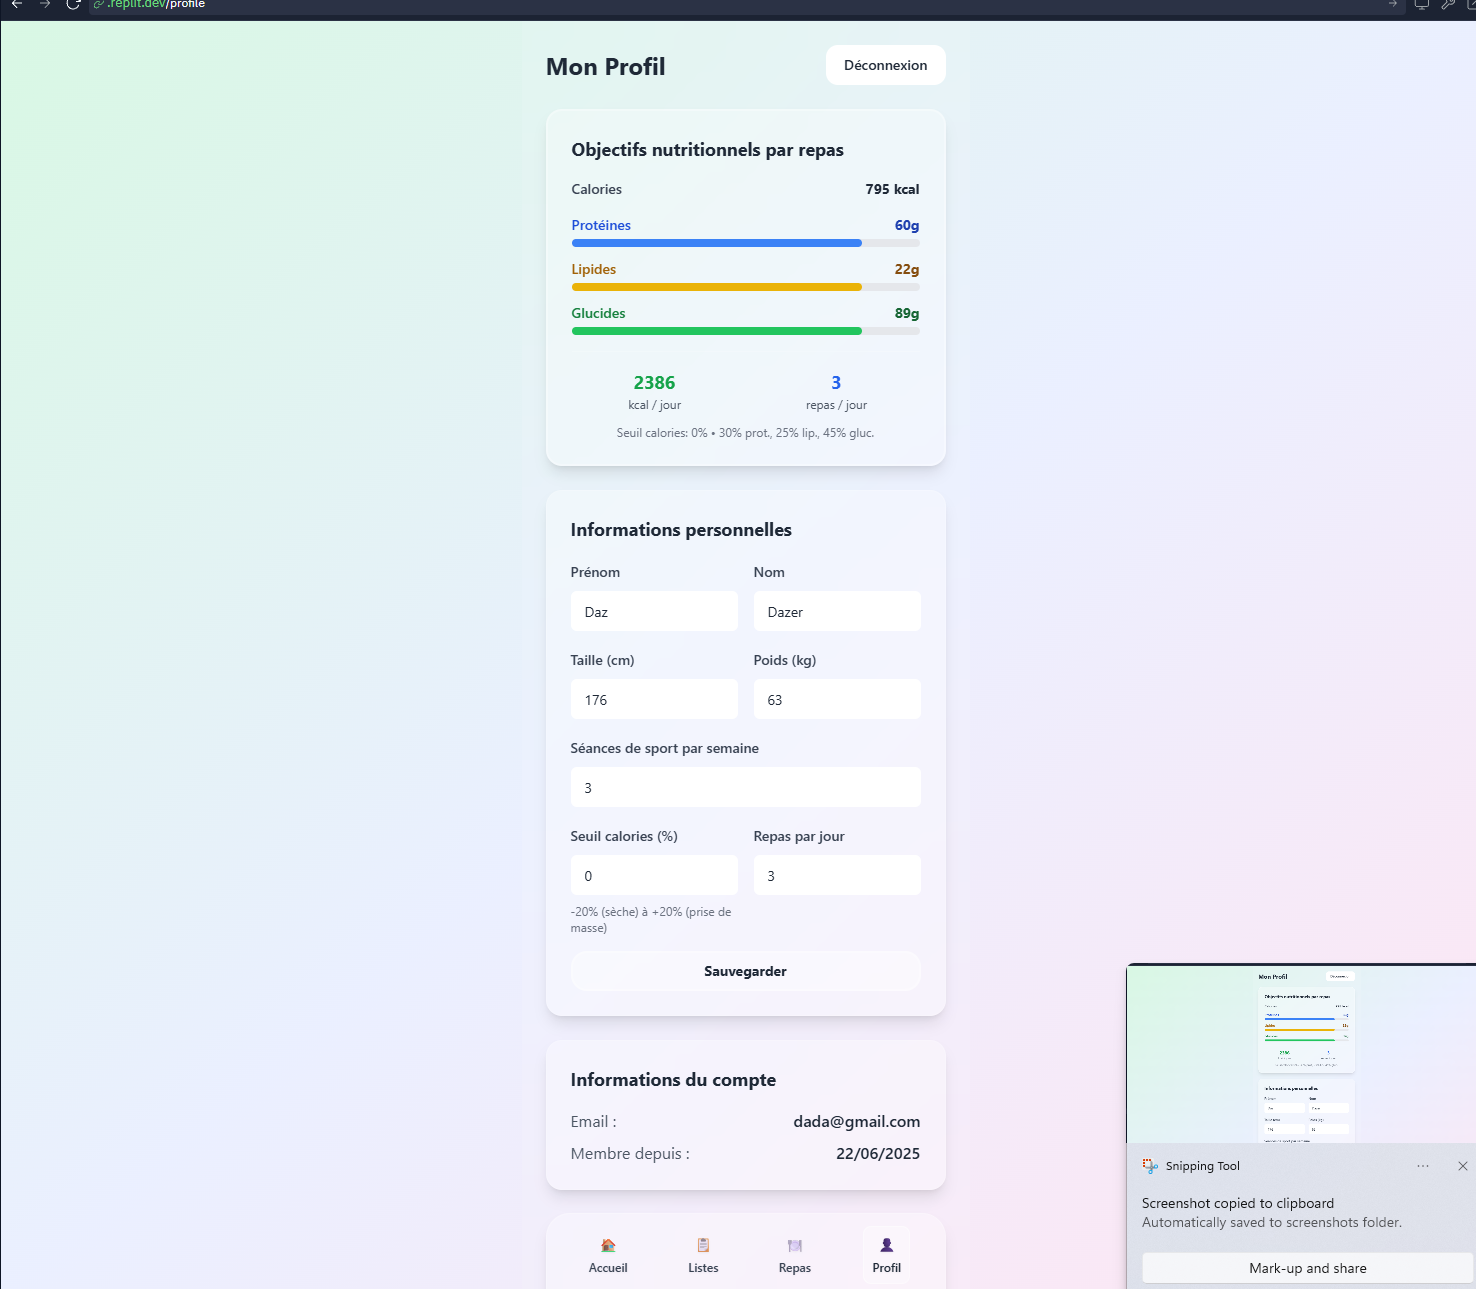 .replit.dev/profile
Mon Profil
Déconnexion
Objectifs nutritionnels par repas
Calories 795 kcal
Protéines 60g
Lipides 22g
Glucides 89g
2386 3
kcal / jour repas / jour
Seuil calories: 0% • 30% prot., 25% lip., 45% gluc.
Informations personnelles
Prénom Nom
Daz Dazer
Taille (cm) Poids (kg)
176 63
Séances de sport par semaine
3
Seuil calories (%) Repas par jour
0 3
-20% (sèche) à +20% (prise de
masse)
Sauvegarder
Informations du compte
Email : dada@gmail.com
Membre depuis : 22/06/2025
Accueil Listes Repas Profil
Mon Profil
Snipping Tool
Screenshot copied to clipboard
Automatically saved to screenshots folder.
Mark-up and share